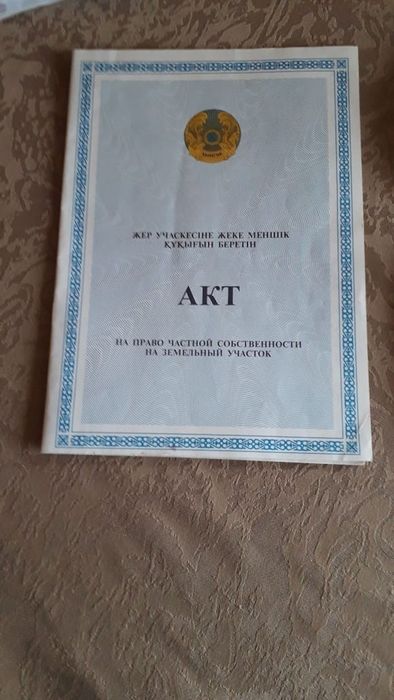 ЖЕР УЧАСКЕСІНЕ ЖЕКЕ МЕНШІК
ҚҰҚЫҒЫН БЕРЕТІН
АКТ
НА ПРАВО ЧАСТНОЙ СОБСТВЕННОСТИ
НА ЗЕМЕЛЬНЫЙ УЧАСТОК